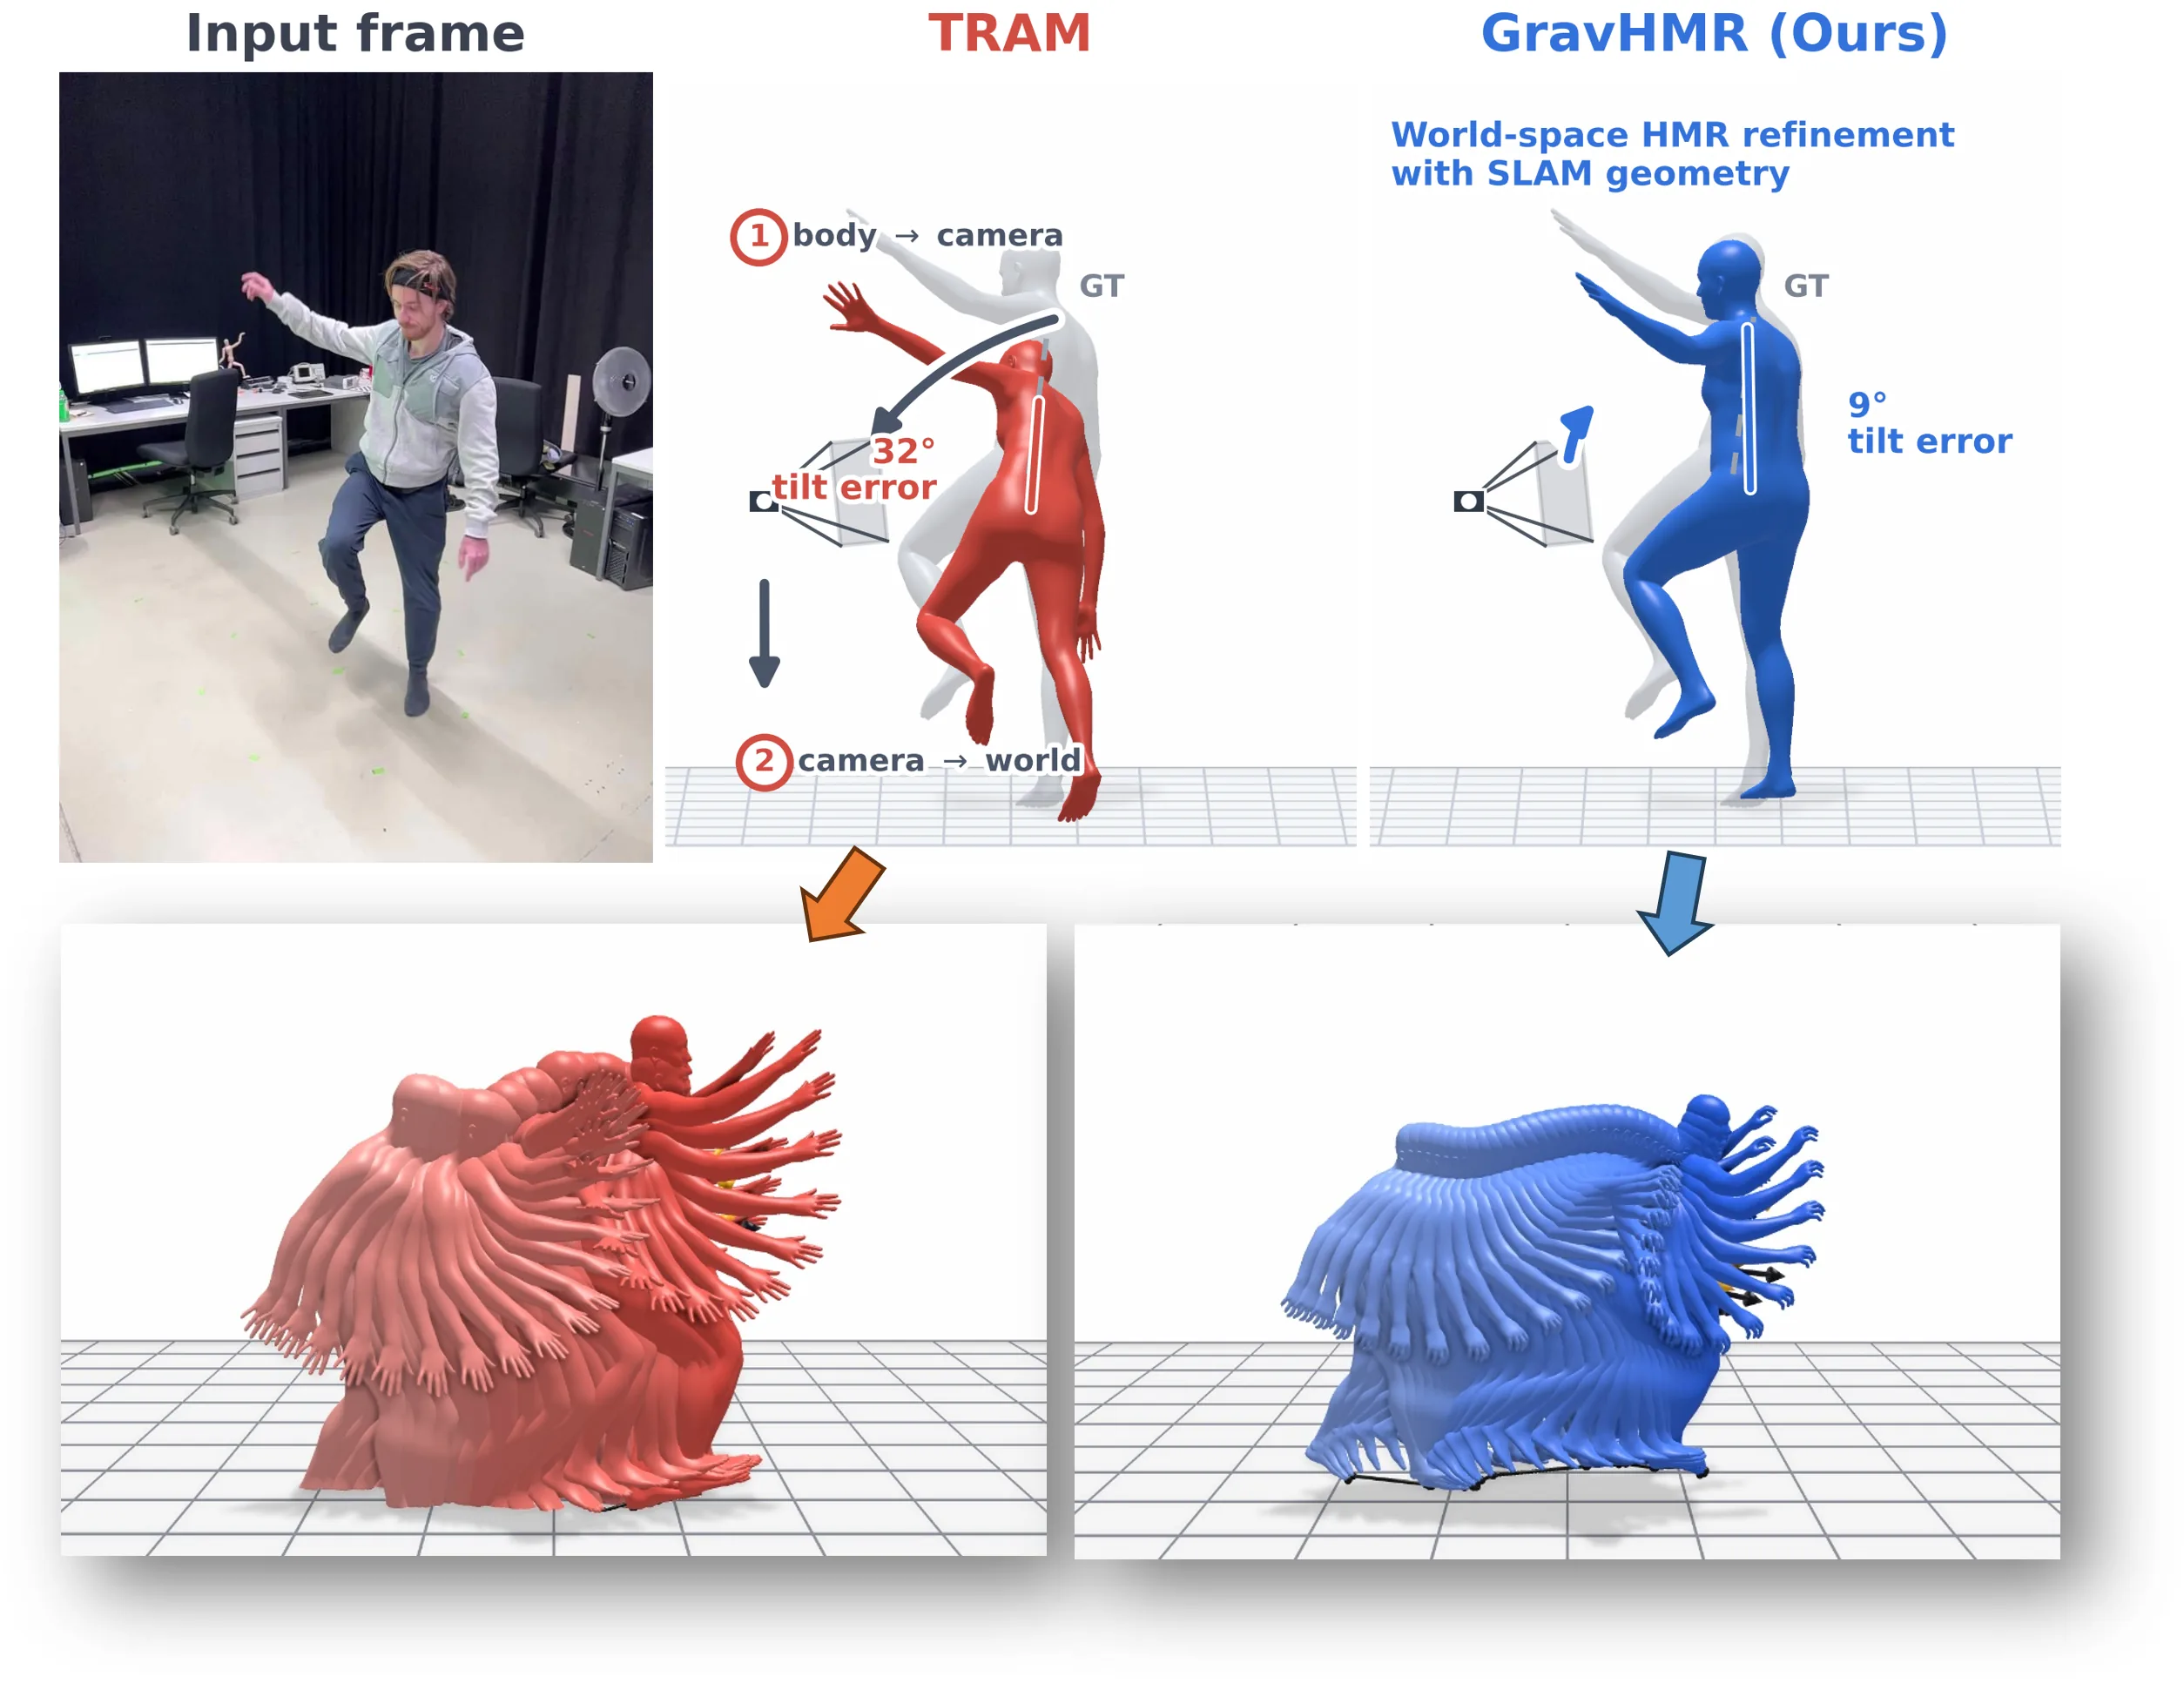 Input frame
TRAM
GravHMR (Ours)
World-space HMR refinement
with SLAM geometry
1 body → camera
GT
32°
tilt error
2 camera → world
GT
9°
tilt error